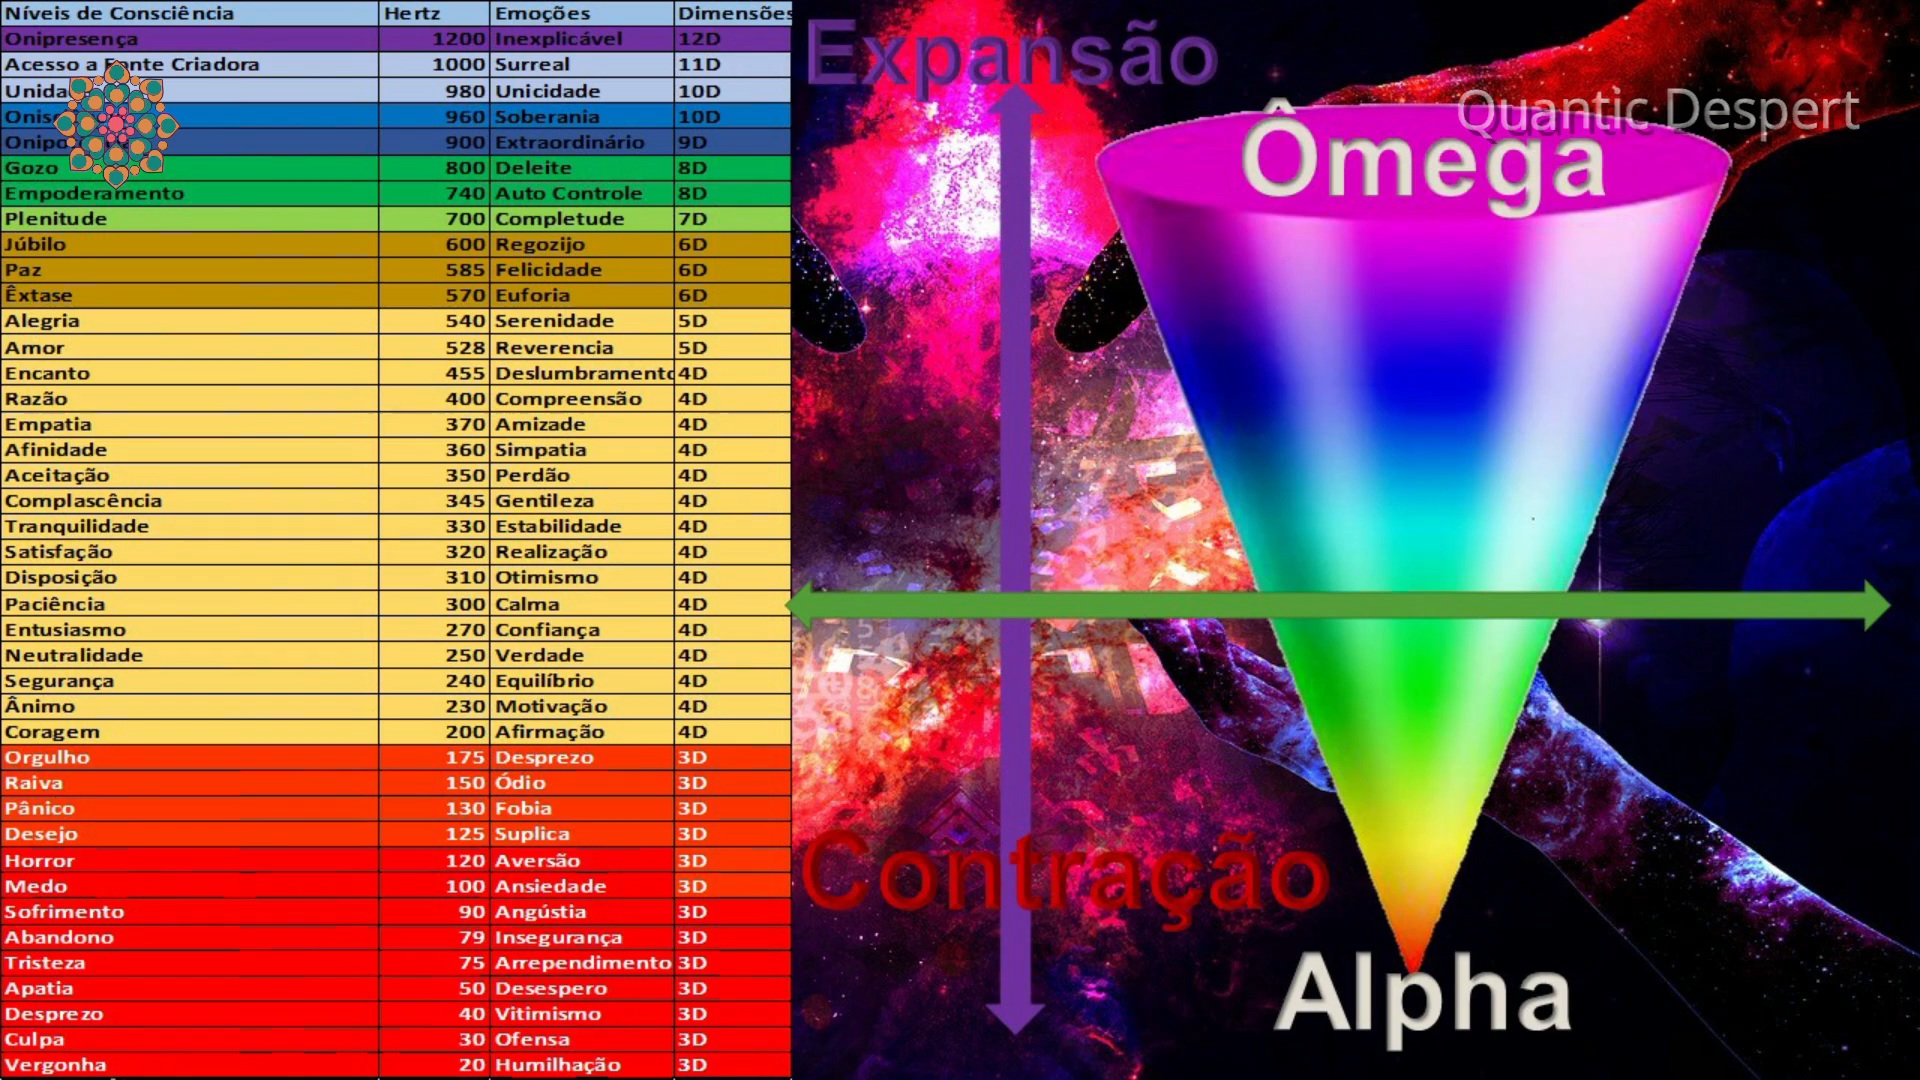 Níveis de Consciência Hertz Emoções Dimensões
Onipresença 1200 Inexplicável 12D
Acesso a Fonte Criadora 1000 Surreal 11D
980 Unicidade 10D
960 Soberania 10D
900 Extraordinário 9D
Gozo 800 Deleite 8D
Empoderamento 740 Auto Controle 8D
Plenitude 700 Completude 7D
Júbilo 600 Regozijo 6D
Paz 585 Felicidade 6D
Êxtase 570 Euforia 6D
Alegria 540 Serenidade 5D
Amor 528 Reverencia 5D
Encanto 455 Deslumbramento 4D
Razão 400 Compreensão 4D
Empatia 370 Amizade 4D
Afinidade 360 Simpatia 4D
Aceitação 350 Perdão 4D
Complascência 345 Gentileza 4D
Tranquilidade 330 Estabilidade 4D
Satisfação 320 Realização 4D
Disposição 310 Otimismo 4D
Paciência 300 Calma 4D
Entusiasmo 270 Confiança 4D
Neutralidade 250 Verdade 4D
Segurança 240 Equilíbrio 4D
Ânimo 230 Motivação 4D
Coragem 200 Afirmação 4D
Orgulho 175 Desprezo 3D
Raiva 150 Ódio 3D
Pânico 130 Fobia 3D
Desejo 125 Suplica 3D
Horror 120 Aversão 3D
Medo 100 Ansiedade 3D
Sofrimento 90 Angústia 3D
Abandono 79 Insegurança 3D
Tristeza 75 Arrependimento 3D
Apatia 50 Desespero 3D
Desprezo 40 Vitimismo 3D
Culpa 30 Ofensa 3D
Vergonha 20 Humilhação 3D
Expansão
Quantic Despert
Ômega
Contração
Alpha